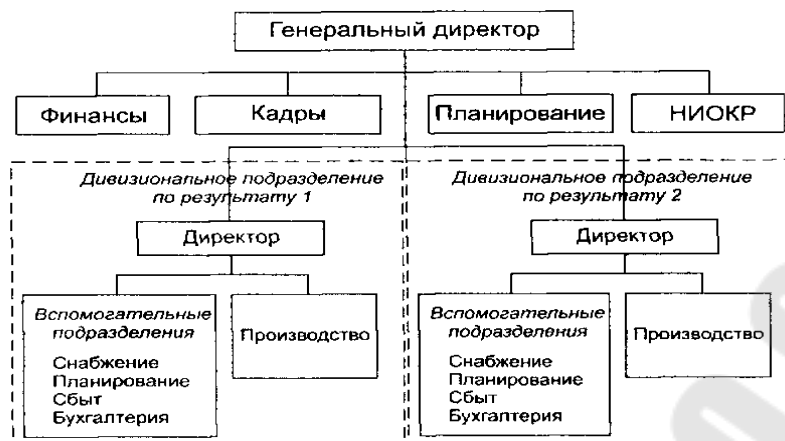 Генеральный директор
Финансы
Кадры
Планирование
НИОКР
Дивизиональное подразделение
по результату 1
Директор
Вспомогательные
подразделения
Снабжение
Планирование
Сбыт
Бухгалтерия
Производство
Дивизиональное подразделение
по результату 2
Директор
Вспомогательные
подразделения
Снабжение
Планирование
Сбыт
Бухгалтерия
Производство